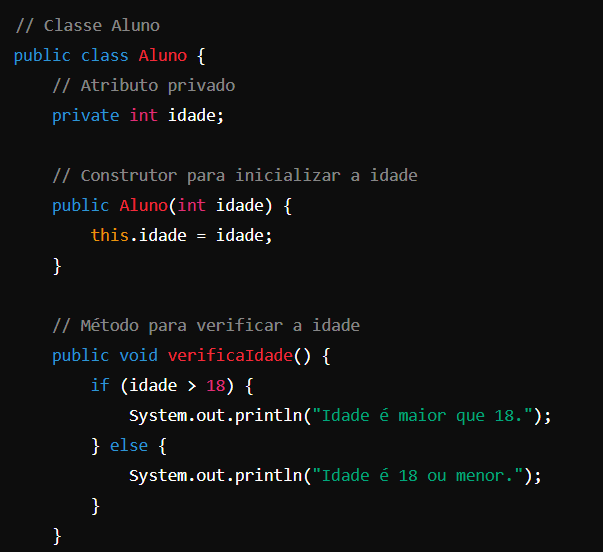 // Classe Aluno
public class Aluno {
    // Atributo privado
    private int idade;

    // Construtor para inicializar a idade
    public Aluno(int idade) {
        this.idade = idade;
    }

    // Método para verificar a idade
    public void verificaIdade() {
        if (idade > 18) {
            System.out.println("Idade é maior que 18.");
        } else {
            System.out.println("Idade é 18 ou menor.");
        }
    }